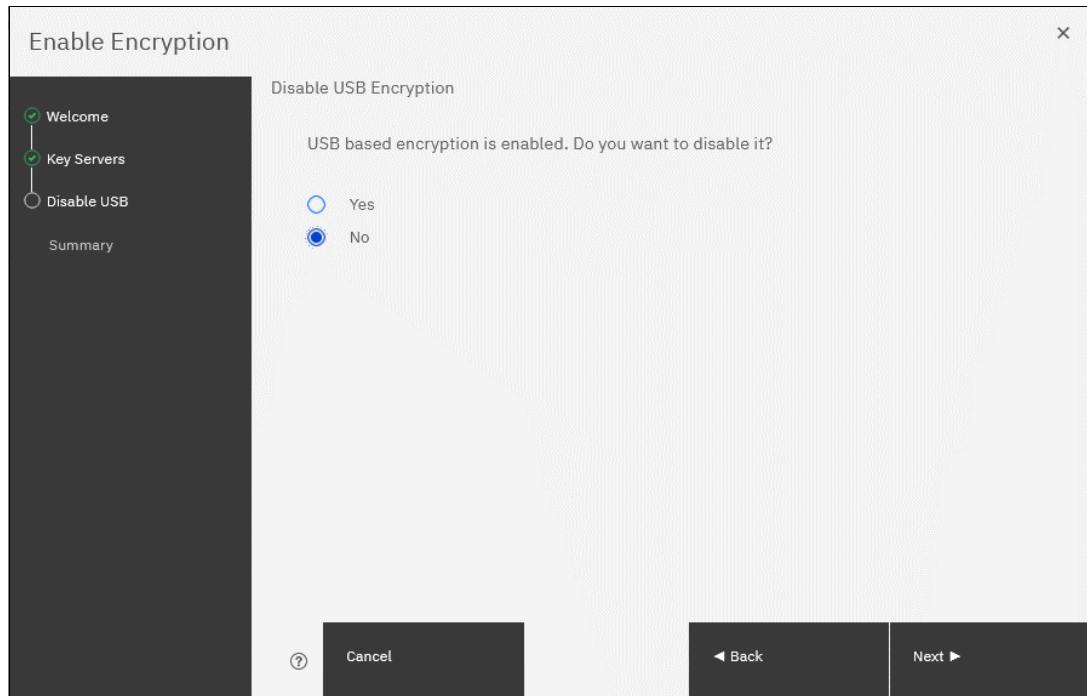 Enable Encryption
×
Welcome
Key Servers
Disable USB
Summary
Disable USB Encryption
USB based encryption is enabled. Do you want to disable it?
Yes
No
?
Cancel
◄ Back
Next ►